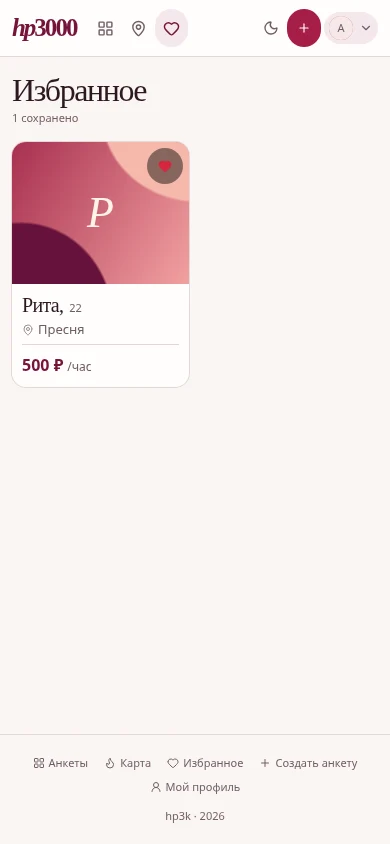 hp3000
A
Избранное
1 сохранено
Р
Рита, 22
Пресня
500 ₽ /час
Анкеты Карта Избранное Создать анкету
Мой профиль
hp3k · 2026